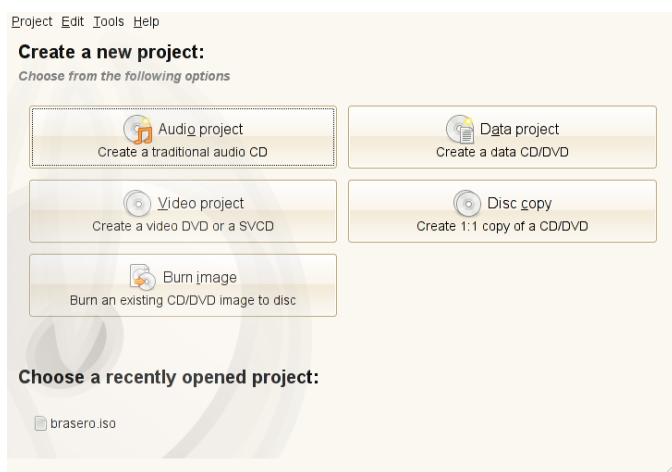 Project Edit Tools Help
Create a new project:
Choose from the following options
Audio project
Create a traditional audio CD
Data project
Create a data CD/DVD
Video project
Create a video DVD or a SVCD
Disc copy
Create 1:1 copy of a CD/DVD
Burn image
Burn an existing CD/DVD image to disc
Choose a recently opened project:
brasero.iso